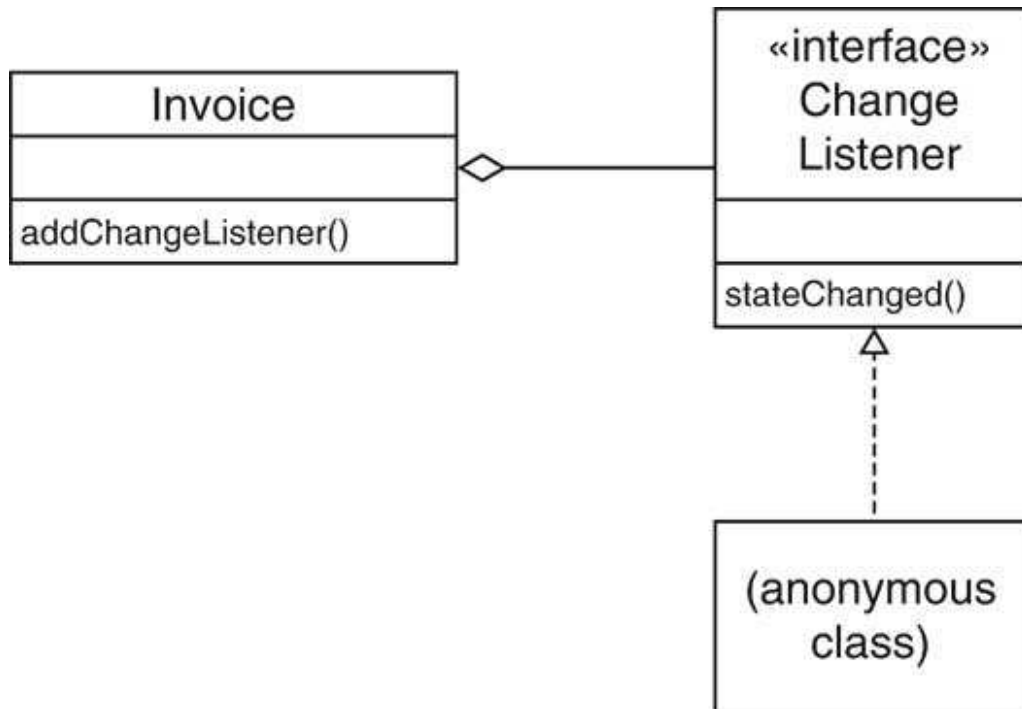 Invoice
addChangeListener()
«interface»
Change
Listener
stateChanged()
(anonymous
class)